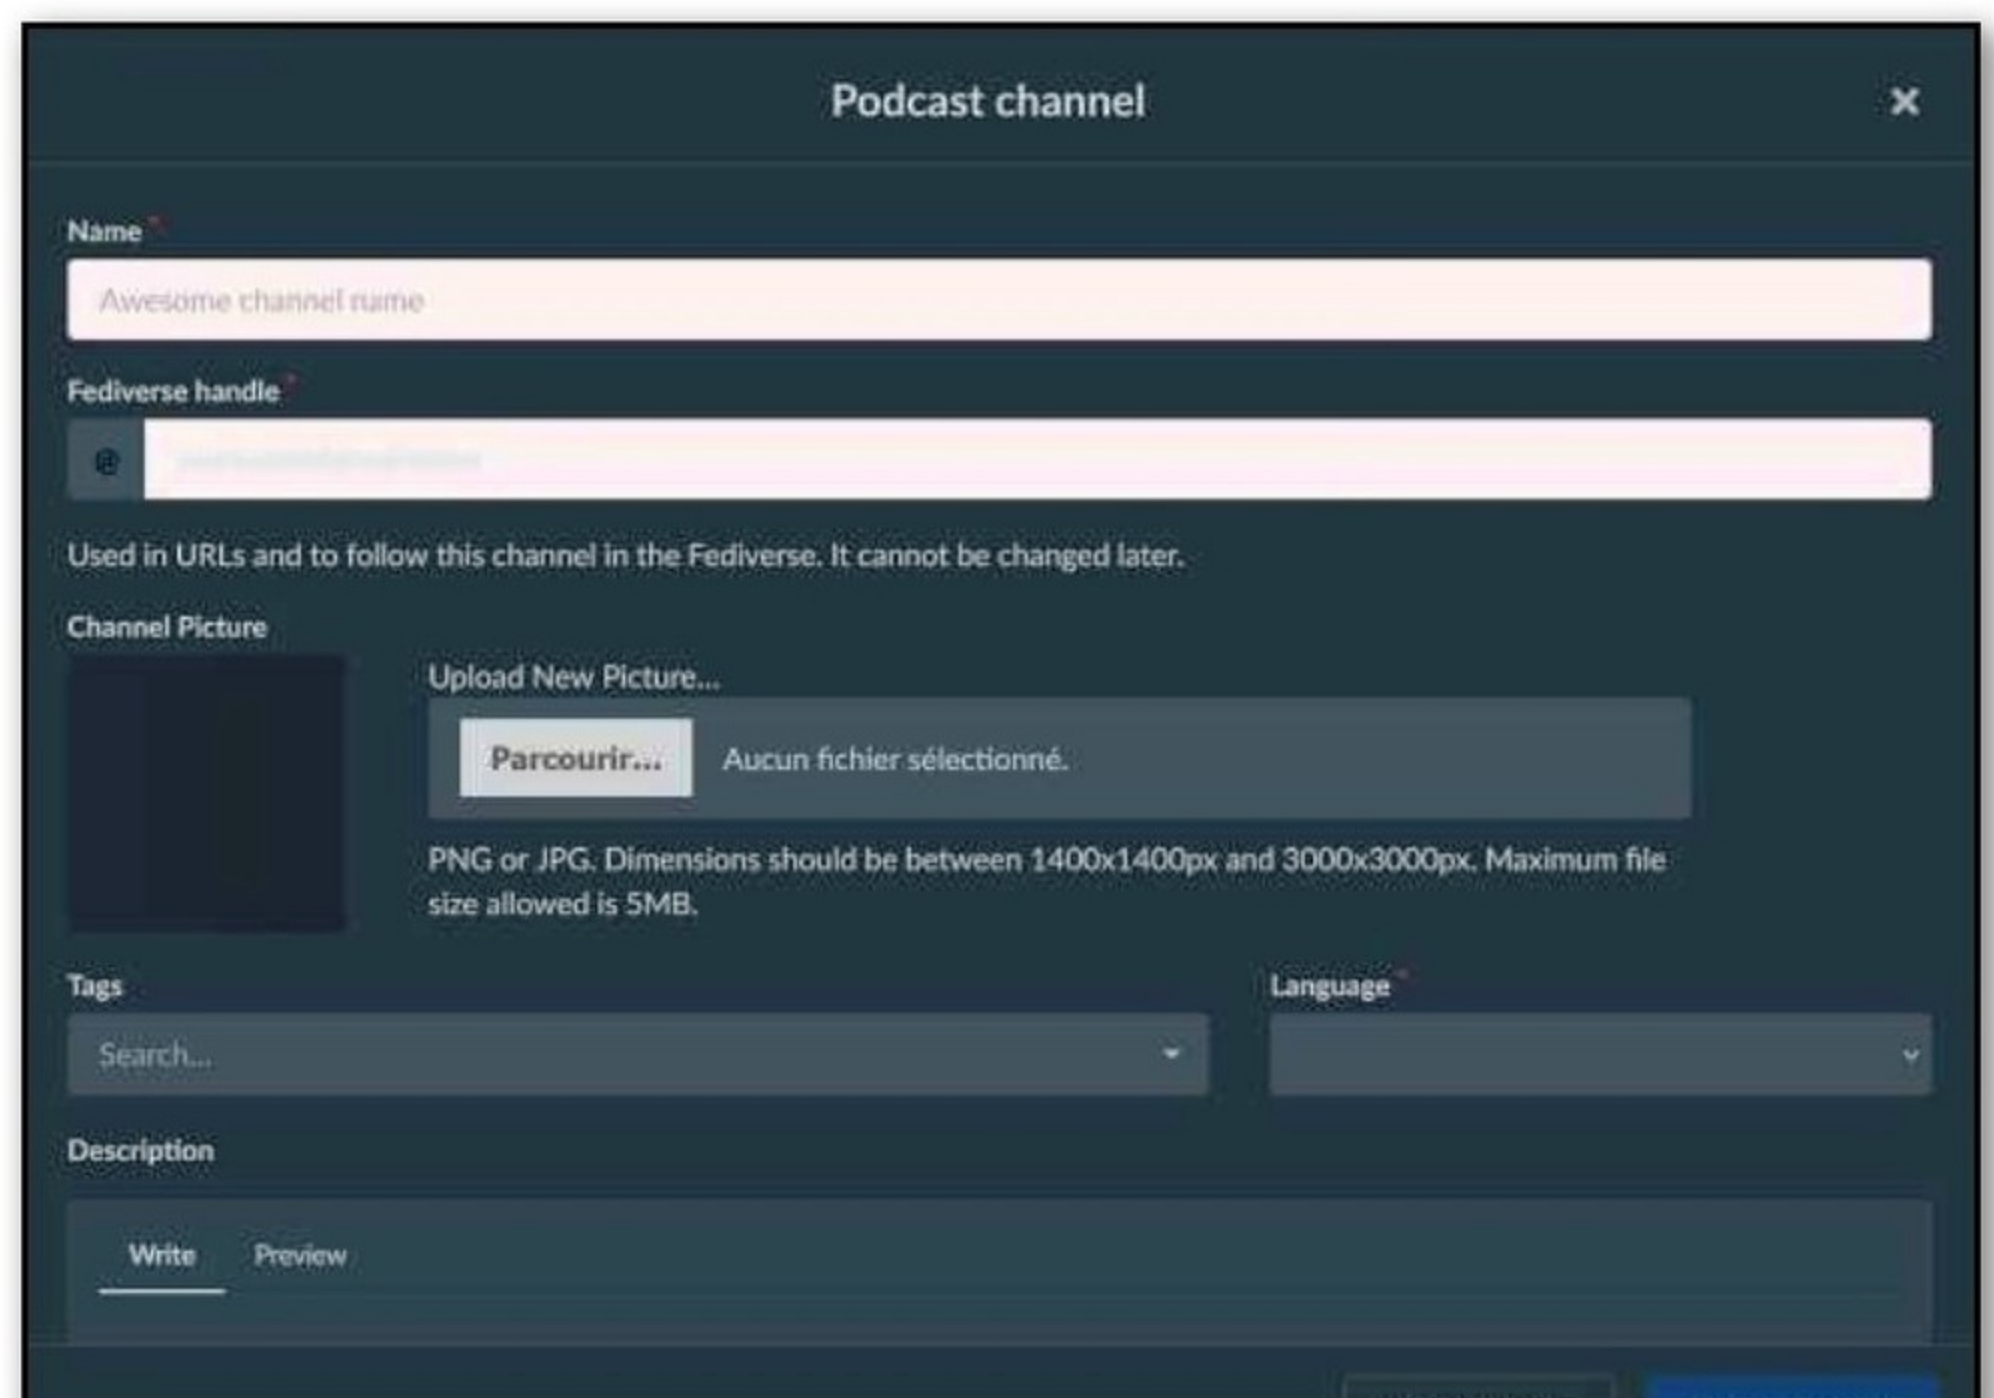 Podcast channel
Name *
Awesome channel name
Fediverse handle *
@
Used in URLs and to follow this channel in the Fediverse. It cannot be changed later.
Channel Picture
Upload New Picture...
Parcourir... Aucun fichier sélectionné.
PNG or JPG. Dimensions should be between 1400x1400px and 3000x3000px. Maximum file
size allowed is 5MB.
Tags
Language *
Search...
Description
Write Preview